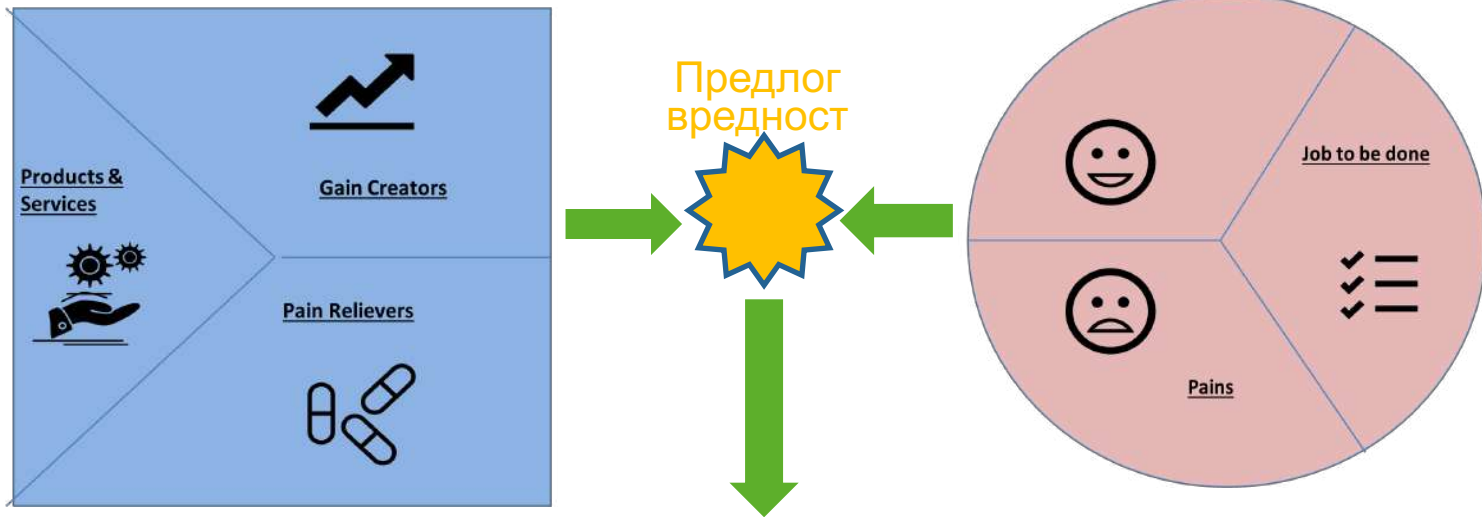 Products &
Services
Gain Creators
Pain Relievers
Предлог
вредност
Job to be done
Pains